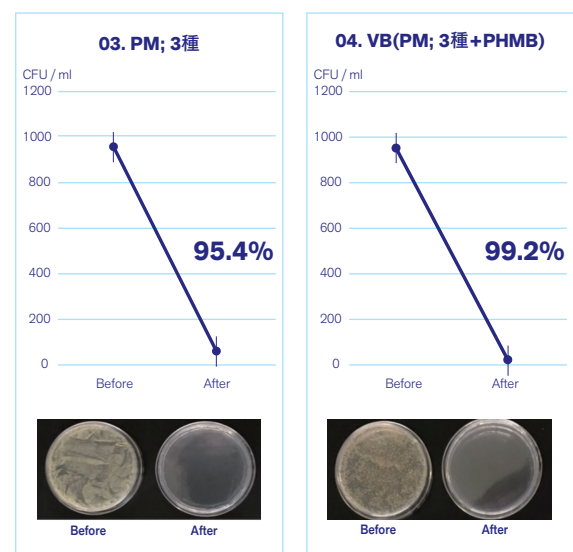 03. PM; 3種
CFU / ml
1200
1000
800
600
400
200
0
95.4%
Before After
Before After
04. VB(PM; 3種+PHMB)
CFU / ml
1200
1000
800
600
400
200
0
99.2%
Before After
Before After